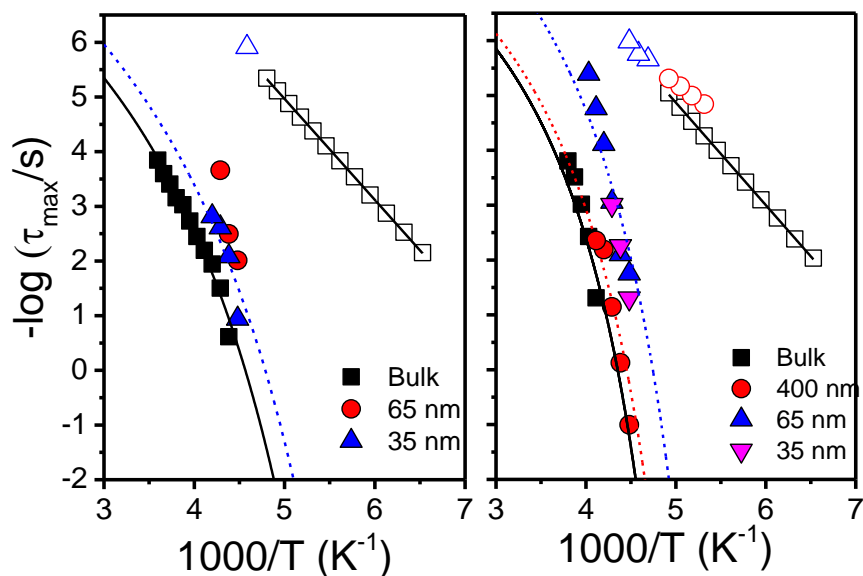 -log (τmax/s)
6
5
4
3
2
1
0
-1
-2
Bulk
65 nm
35 nm
3 4 5 6 7
1000/T (K-1)
Bulk
400 nm
65 nm
35 nm
3 4 5 6 7
1000/T (K-1)